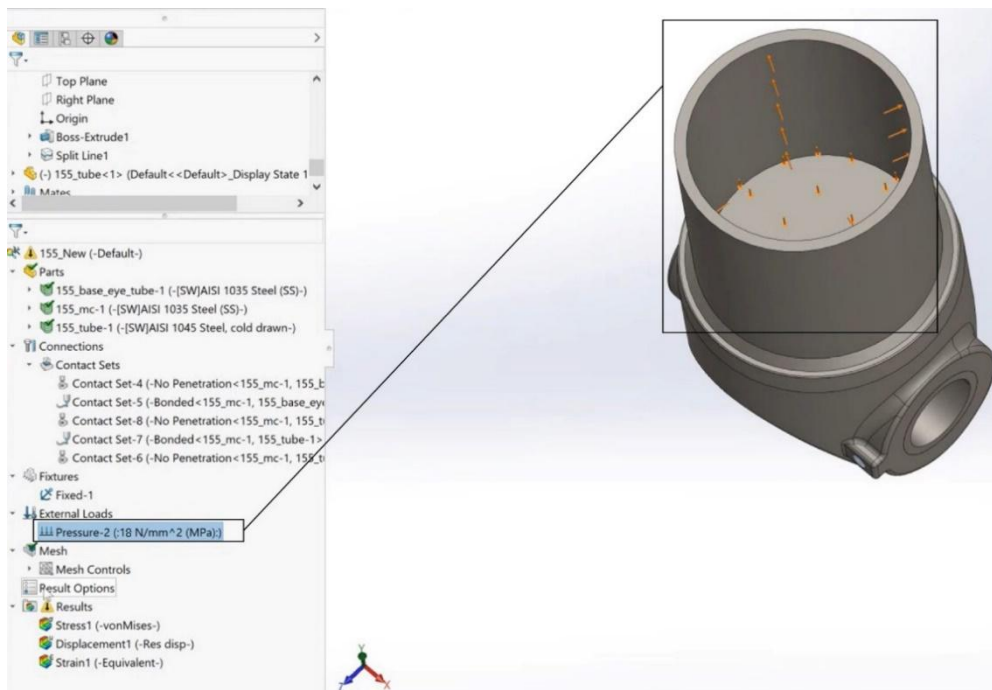 Top Plane
Right Plane
Origin
Boss-Extrude1
Split Line1
(-) 155_tube<1> (Default<<Default>_Display State 1
Mates
155_New (-Default-)
Parts
155_base_eye_tube-1 (-[SW]AISI 1035 Steel (SS)-)
155_mc-1 (-[SW]AISI 1035 Steel (SS)-)
155_tube-1 (-[SW]AISI 1045 Steel, cold drawn-)
Connections
Contact Sets
Contact Set-4 (-No Penetration<155_mc-1, 155_b
Contact Set-5 (-Bonded<155_mc-1, 155_base_eye
Contact Set-8 (-No Penetration<155_mc-1, 155_t
Contact Set-7 (-Bonded<155_mc-1, 155_tube-1>
Contact Set-6 (-No Penetration<155_mc-1, 155_t
Fixtures
Fixed-1
External Loads
Pressure-2 (:18 N/mm^2 (MPa):)
Mesh
Mesh Controls
Result Options
Results
Stress1 (-vonMises-)
Displacement1 (-Res disp-)
Strain1 (-Equivalent-)
Y
Z
X